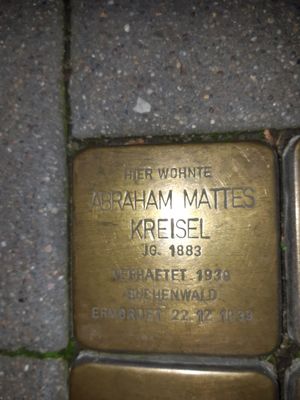 HIER WOHNTE
ABRAHAM MATTES
KREISEL
JG. 1883
VERHAFTET 1939
BUCHENWALD
ERMORDET 22.12.1939